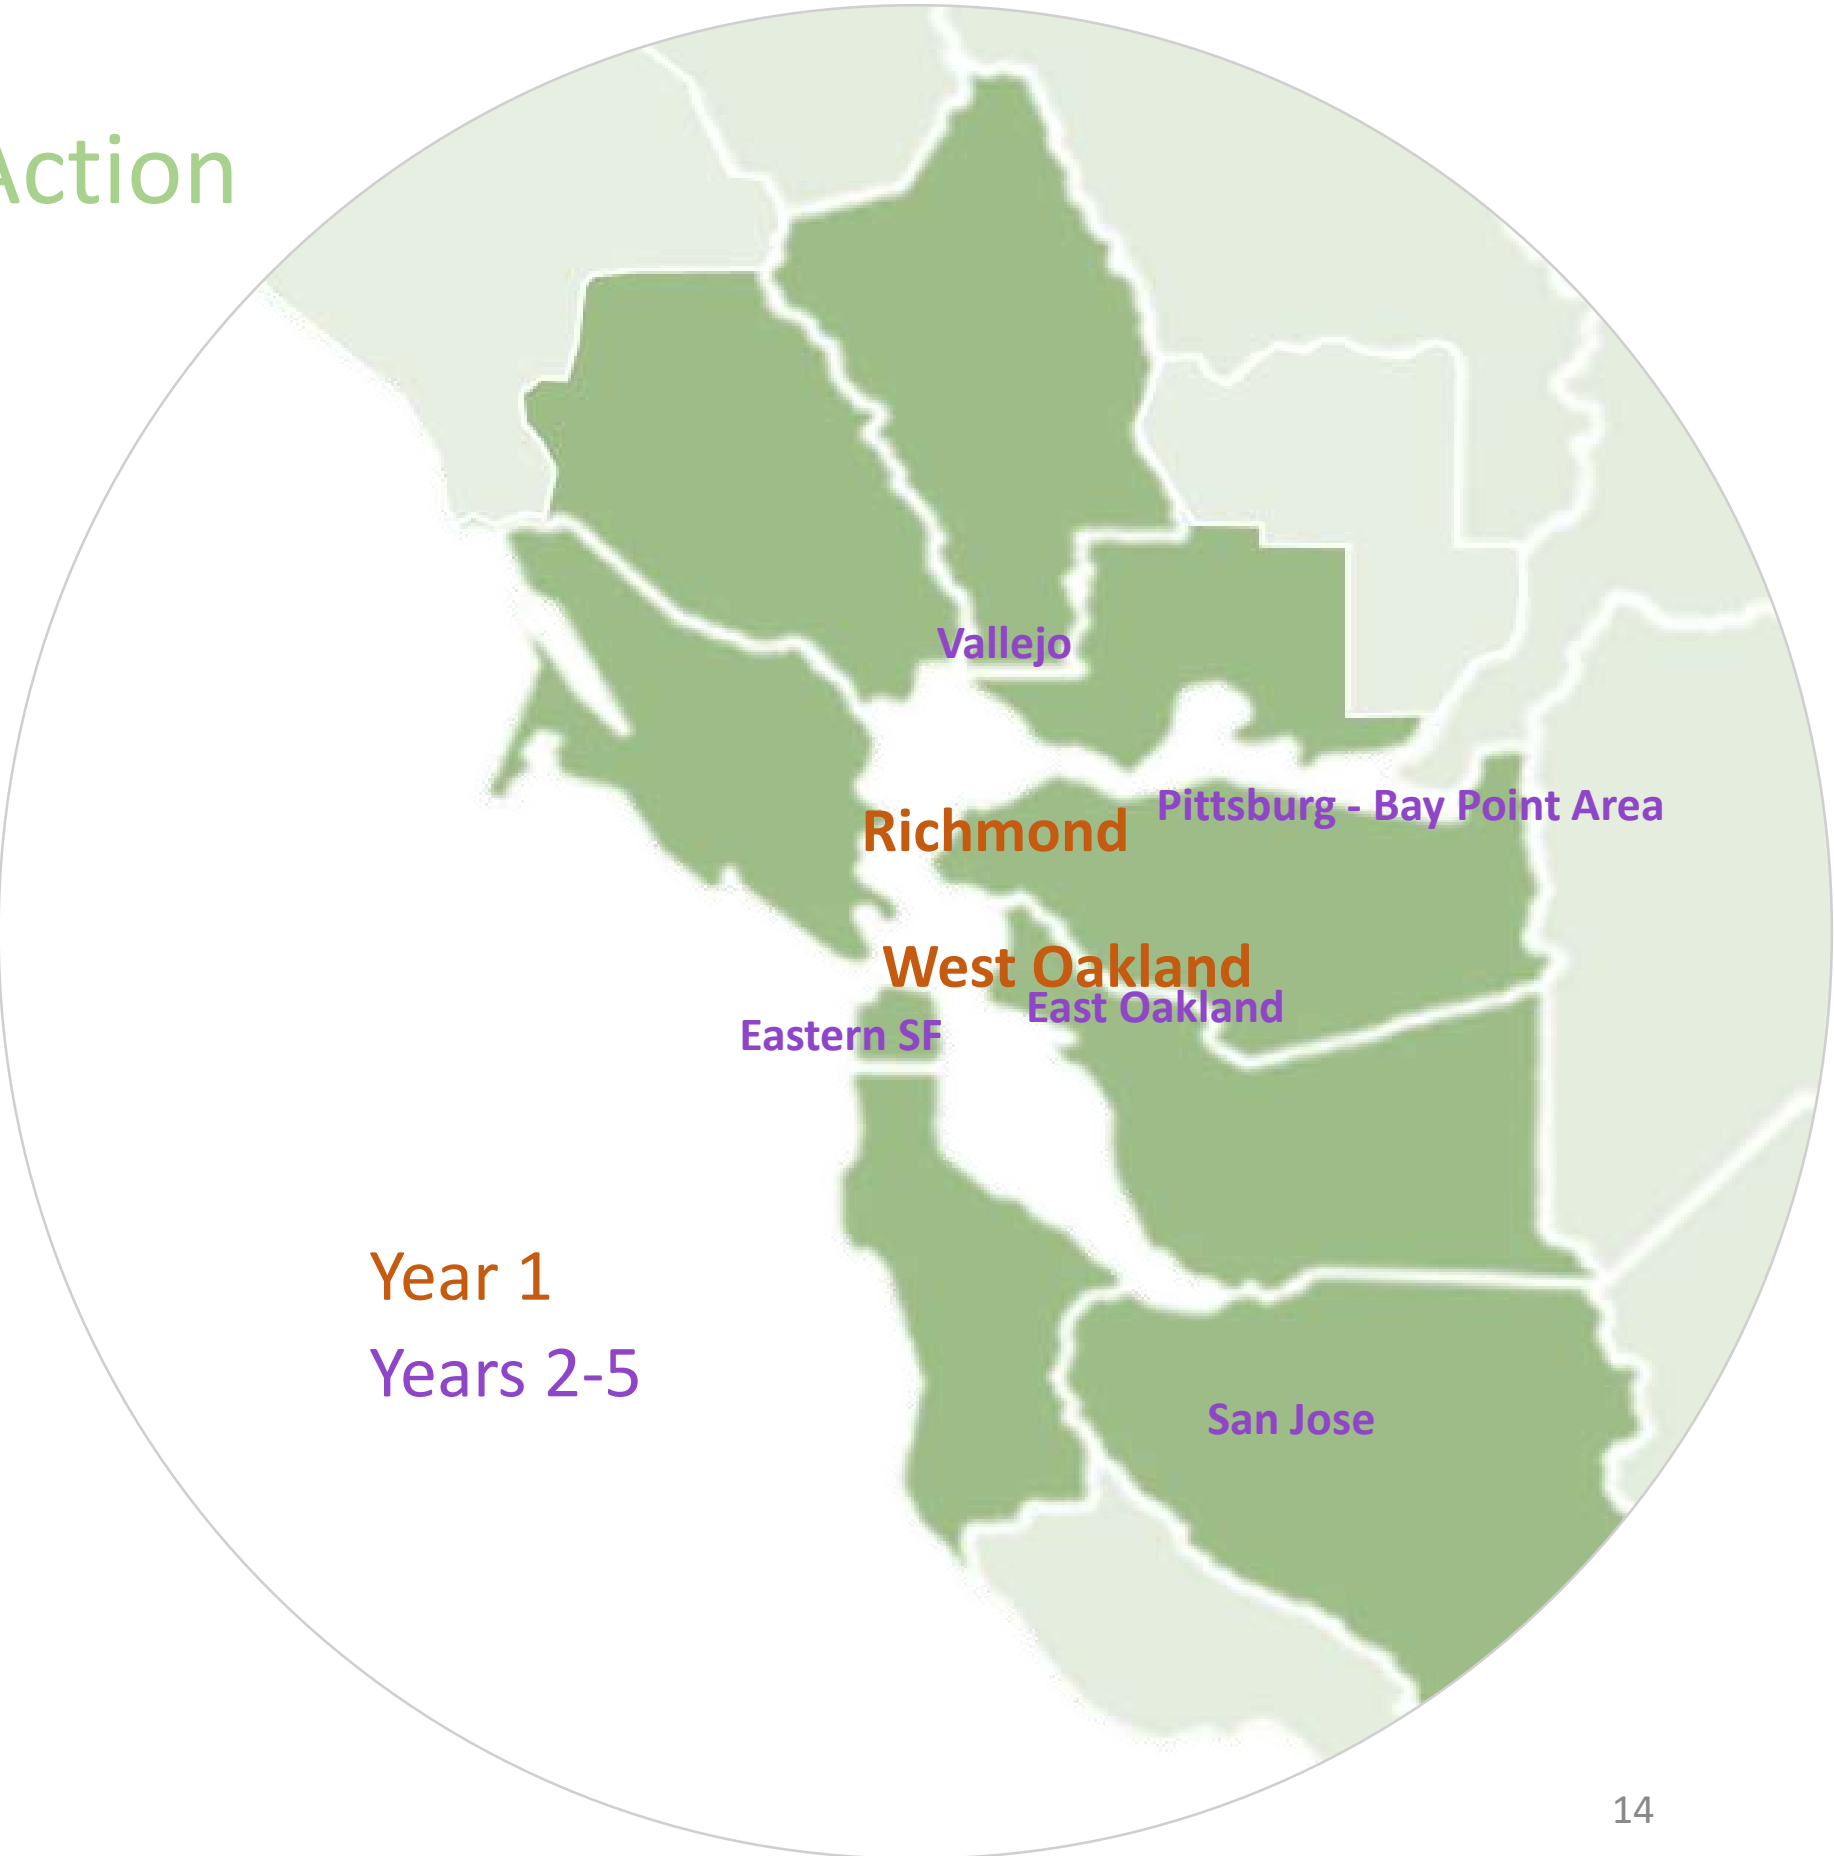 Action
Vallejo
Pittsburg - Bay Point Area
Richmond
West Oakland
East Oakland
Eastern SF
Year 1
Years 2-5
San Jose
14